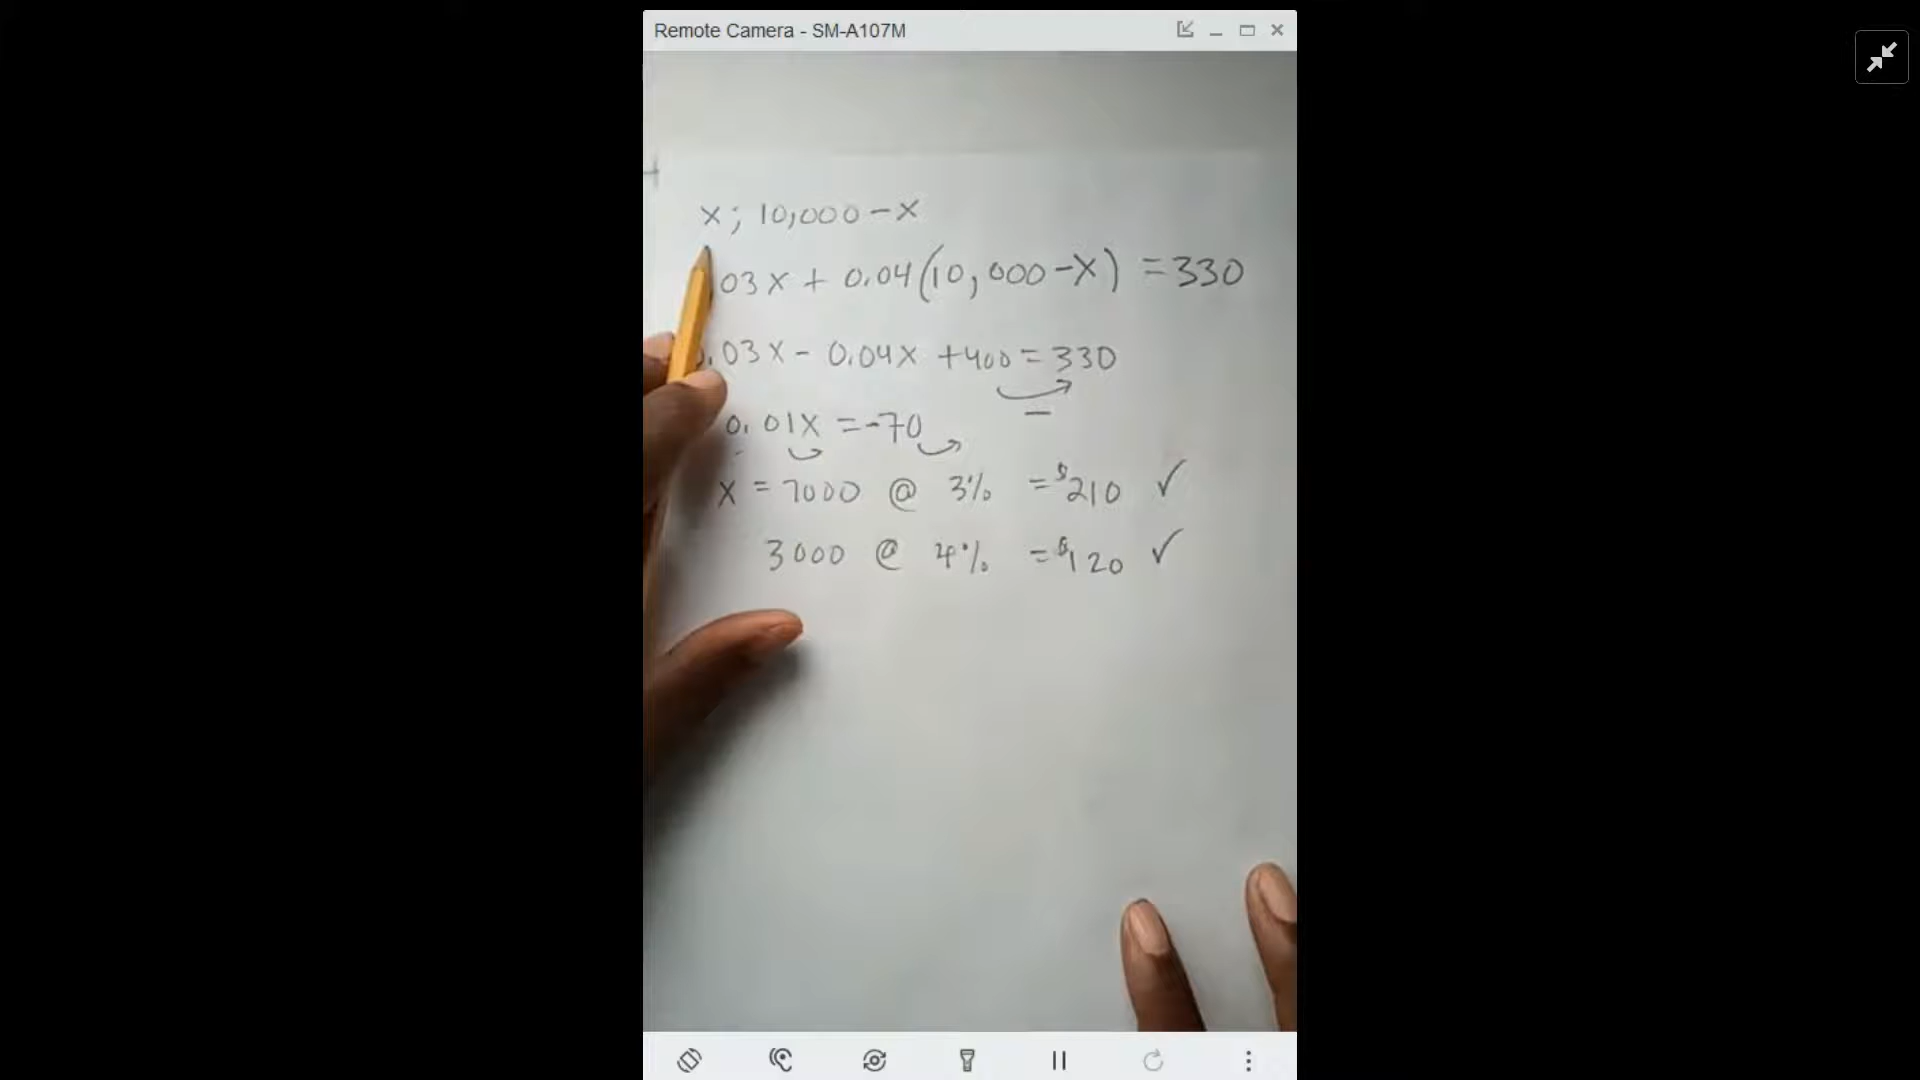 Remote Camera - SM-A107M
x; 10,000 - x
03x + 0.04(10,000 - x) = 330
.03x - 0.04x + 400 = 330
−
0.01x = -70
x = 7000 @ 3% = $210 ✓
3000 @ 4% = $120 ✓